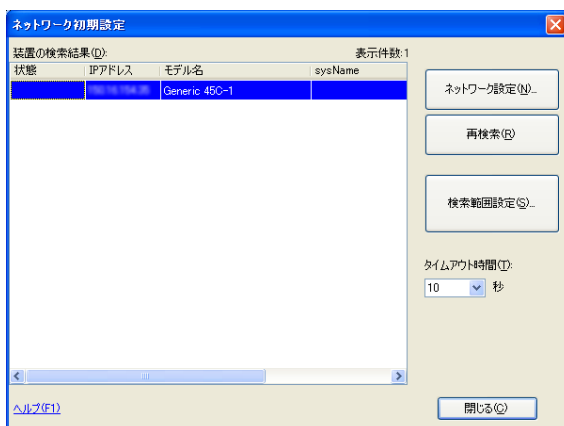 ネットワーク初期設定
装置の検索結果(D):
表示件数:1
状態 IPアドレス モデル名 sysName
Generic 45C-1
ネットワーク設定(N)...
再検索(R)
検索範囲設定(S)...
タイムアウト時間(T):
10 秒
ヘルプ(F1)
閉じる(C)